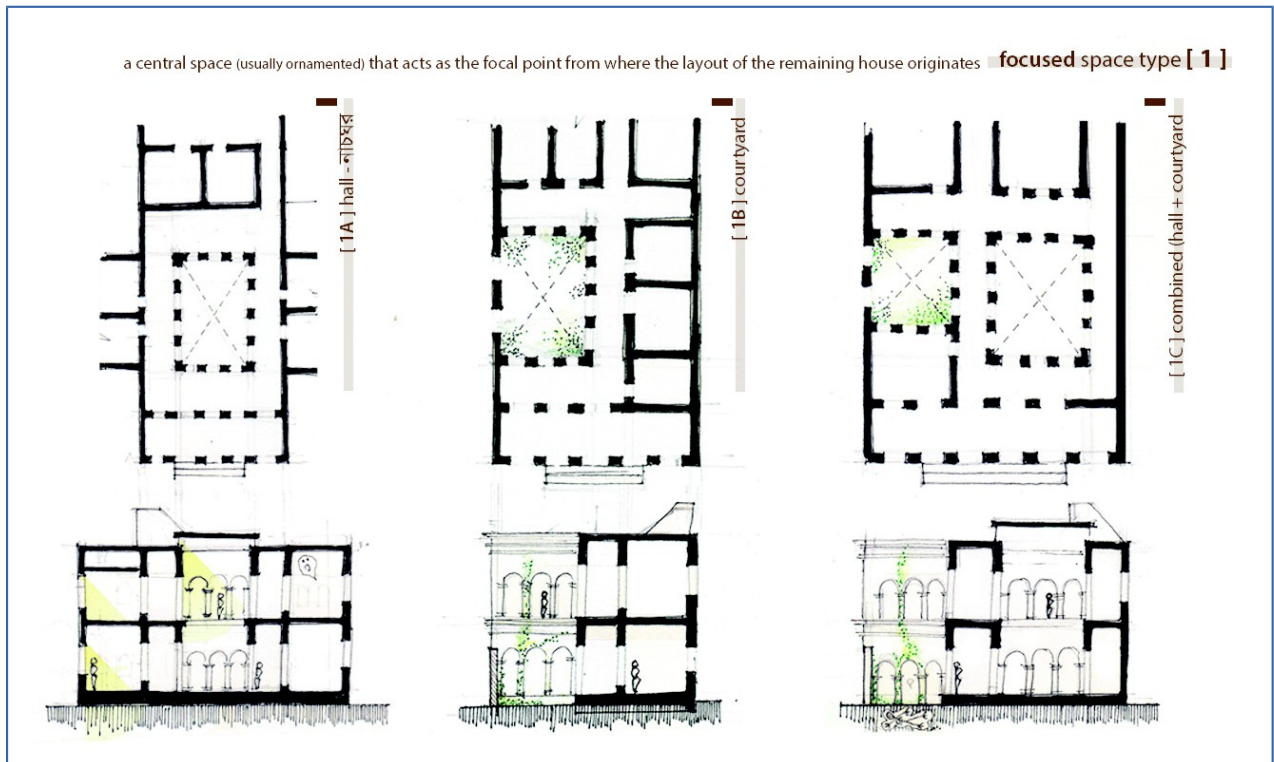 a central space (usually ornamented) that acts as the focal point from where the layout of the remaining house originates focused space type [ 1 ]
[ 1A ] hall - নাচঘর
[ 1B ] courtyard
[ 1C ] combined (hall + courtyard)